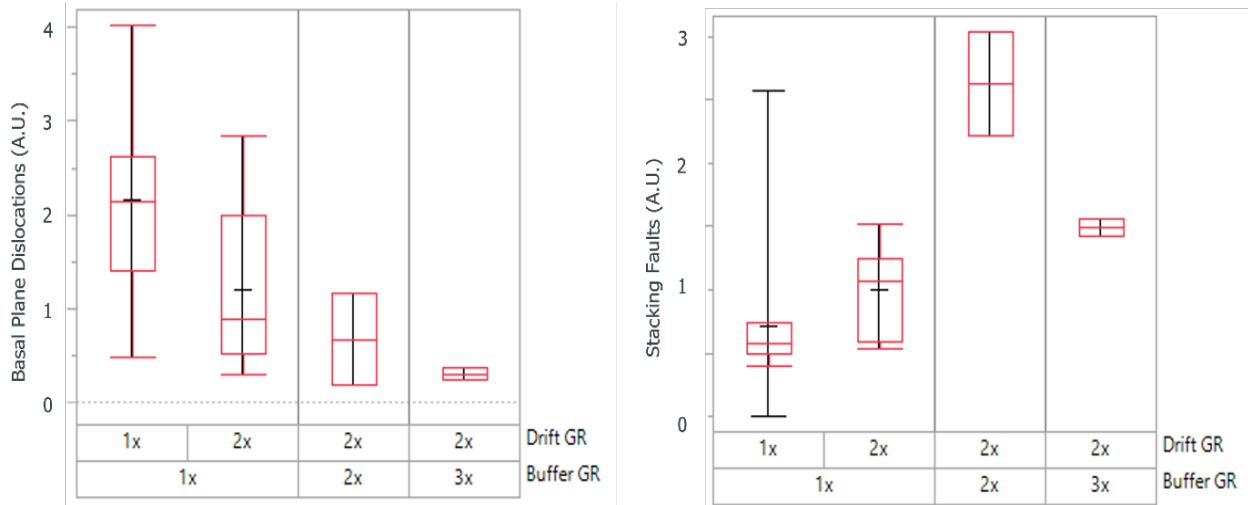 Basal Plane Dislocations (A.U.)
4
3
2
1
0
1x 2x 2x 2x Drift GR
1x 2x 3x Buffer GR
Stacking Faults (A.U.)
3
2
1
0
1x 2x 2x 2x Drift GR
1x 2x 3x Buffer GR